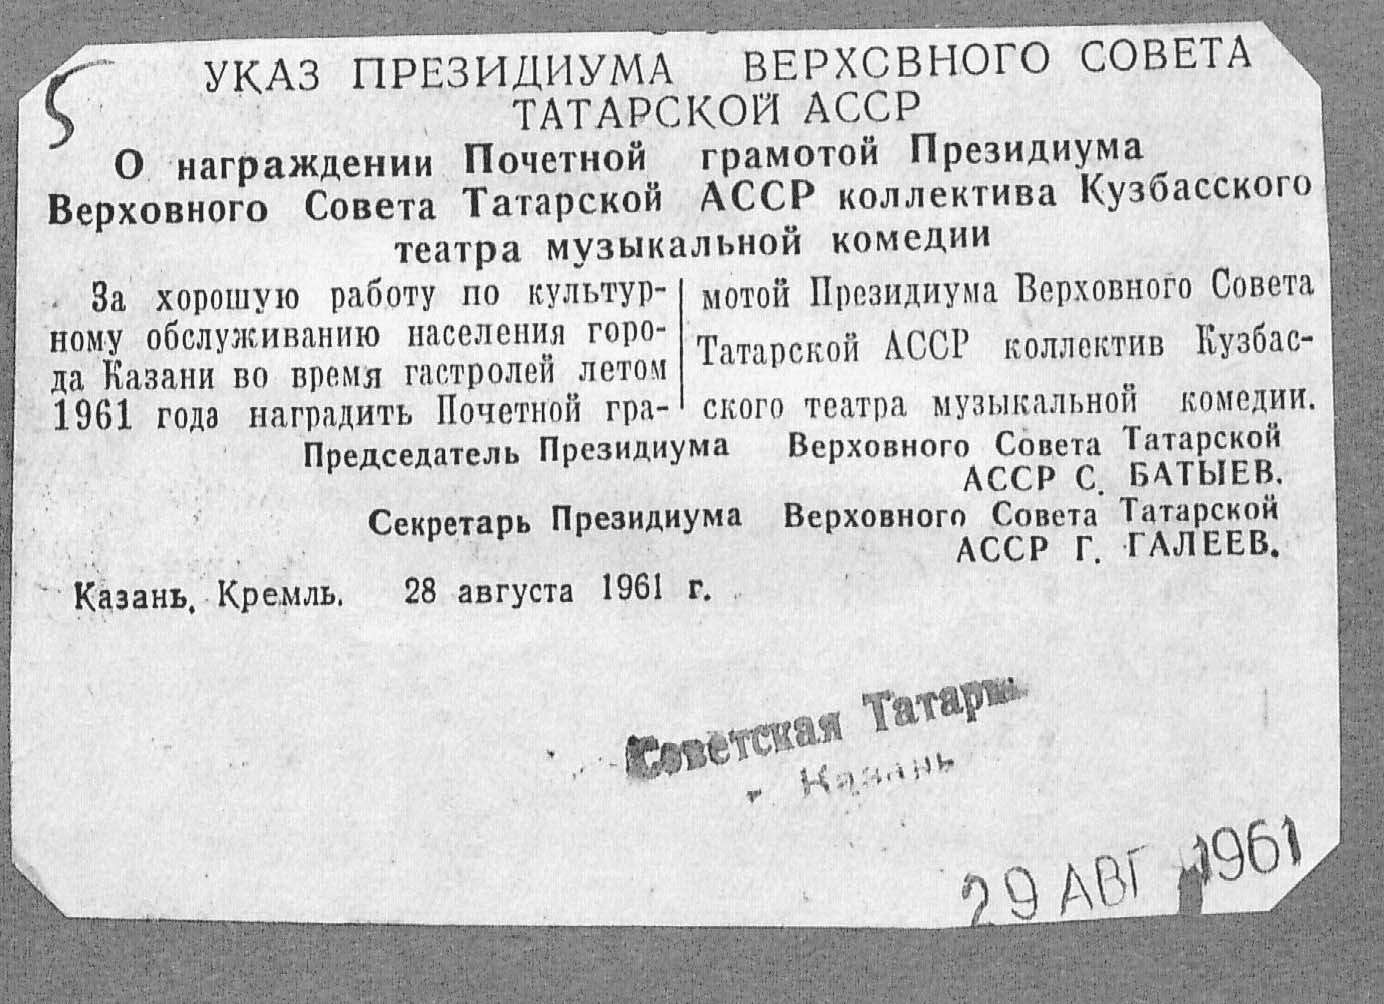 5
УКАЗ ПРЕЗИДИУМА ВЕРХСВНОГО СОВЕТА
ТАТАРСКОЙ АССР
О награждении Почетной грамотой Президиума
Верховного Совета Татарской АССР коллектива Кузбасского
театра музыкальной комедии
За хорошую работу по культур-
ному обслуживанию населения горо-
да Казани во время гастролей летом
1961 года наградить Почетной гра-
мотой Президиума Верховного Совета
Татарской АССР коллектив Кузбас-
ского театра музыкальной комедии.
Председатель Президиума Верховного Совета Татарской
АССР С. БАТЫЕВ.
Секретарь Президиума Верховного Совета Татарской
АССР Г. ГАЛЕЕВ.
Казань, Кремль. 28 августа 1961 г.
Советская
г Казань
29 АВГ 1961